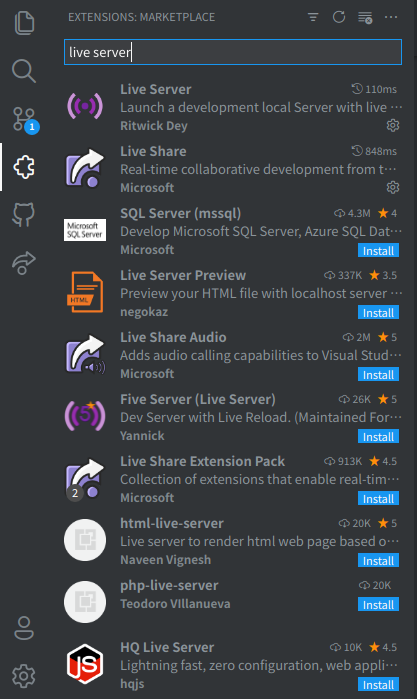 EXTENSIONS: MARKETPLACE
live server
1
Live Server 110ms
Launch a development local Server with live …
Ritwick Dey
Live Share 848ms
Real-time collaborative development from t…
Microsoft
SQL Server (mssql) 4.3M ★ 4
Microsoft
SQL Server
Develop Microsoft SQL Server, Azure SQL Dat…
Microsoft Install
Live Server Preview 337K ★ 3.5
HTML
Preview your HTML file with localhost server …
negokaz Install
Live Share Audio 2M ★ 5
Adds audio calling capabilities to Visual Stud…
Microsoft Install
Five Server (Live Server) 26K ★ 5
5
Dev Server with Live Reload. (Maintained For…
Yannick Install
Live Share Extension Pack 913K ★ 4.5
2
Collection of extensions that enable real-tim…
Microsoft Install
html-live-server 20K ★ 5
Live server to render html web page based o…
Naveen Vignesh Install
php-live-server 20K
Teodoro VIllanueva Install
HQ Live Server 10K ★ 4.5
JS
Lightning fast, zero configuration, web appli…
hqjs Install